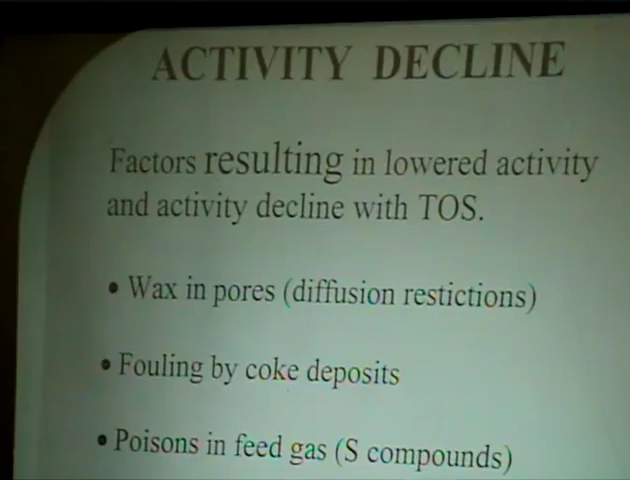 ACTIVITY DECLINE
Factors resulting in lowered activity
and activity decline with TOS.
• Wax in pores (diffusion restictions)
• Fouling by coke deposits
• Poisons in feed gas (S compounds)